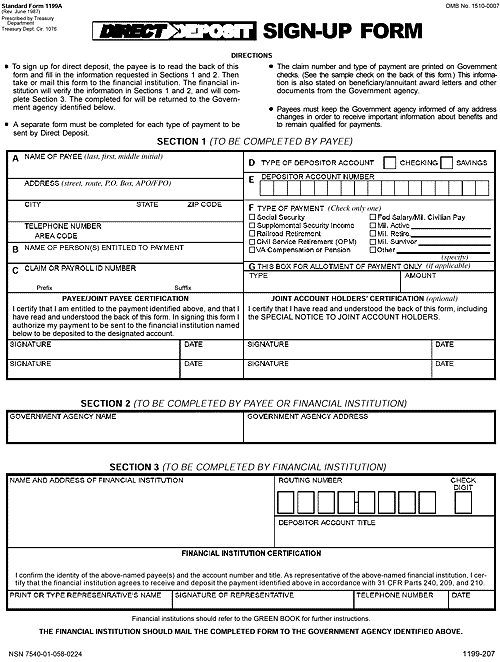 Standard Form 1199A
(Rev. June 1987)
Prescribed by Treasury
Department
Treasury Dept. Cir. 1076
OMB No. 1510-0007
DIRECT DEPOSIT SIGN-UP FORM
DIRECTIONS
• To sign up for direct deposit, the payee is to read the back of this
form and fill in the information requested in Sections 1 and 2. Then
take or mail this form to the financial institution. The financial in-
stitution will verify the information in Sections 1 and 2, and will com-
plete Section 3. The completed for will be returned to the Govern-
ment agency identified below.
• A separate form must be completed for each type of payment to be
sent by Direct Deposit.
• The claim number and type of payment are printed on Government
checks. (See the sample check on the back of this form.) This informa-
tion is also stated on beneficiary/annuitant award letters and other
documents from the Government agency.
• Payees must keep the Government agency informed of any address
changes in order to receive important information about benefits and
to remain qualified for payments.
SECTION 1 (TO BE COMPLETED BY PAYEE)
A NAME OF PAYEE (last, first, middle initial)
ADDRESS (street, route, P.O. Box, APO/FPO)
CITY STATE ZIP CODE
TELEPHONE NUMBER
AREA CODE
B NAME OF PERSON(S) ENTITLED TO PAYMENT
C CLAIM OR PAYROLL ID NUMBER
Prefix Suffix
D TYPE OF DEPOSITOR ACCOUNT CHECKING SAVINGS
E DEPOSITOR ACCOUNT NUMBER
F TYPE OF PAYMENT (Check only one)
Social Security Fed Salary/Mil. Civilian Pay
Supplemental Security Income Mil. Active
Railroad Retirement Mil. Retire
Civil Service Retirement (OPM) Mil. Survivor
VA Compensation or Pension Other
(specify)
G THIS BOX FOR ALLOTMENT OF PAYMENT ONLY (if applicable)
TYPE AMOUNT
PAYEE/JOINT PAYEE CERTIFICATION
I certify that I am entitled to the payment identified above, and that I
have read and understood the back of this form. In signing this form I
authorize my payment to be sent to the financial institution named
below to be deposited to the designated account.
JOINT ACCOUNT HOLDERS' CERTIFICATION (optional)
I certify that I have read and understood the back of this form, including
the SPECIAL NOTICE TO JOINT ACCOUNT HOLDERS.
SIGNATURE DATE SIGNATURE DATE
SIGNATURE DATE SIGNATURE DATE
SECTION 2 (TO BE COMPLETED BY PAYEE OR FINANCIAL INSTITUTION)
GOVERNMENT AGENCY NAME GOVERNMENT AGENCY ADDRESS
SECTION 3 (TO BE COMPLETED BY FINANCIAL INSTITUTION)
NAME AND ADDRESS OF FINANCIAL INSTITUTION
ROUTING NUMBER CHECK
DIGIT
DEPOSITOR ACCOUNT TITLE
FINANCIAL INSTITUTION CERTIFICATION
I confirm the identity of the above-named payee(s) and the account number and title. As representative of the above-named financial institution, I cer-
tify that the financial institution agrees to receive and deposit the payment identified above in accordance with 31 CFR Parts 240, 209, and 210.
PRINT OR TYPE REPRESENRATIVE'S NAME SIGNATURE OF REPRESENTATIVE TELEPHONE NUMBER DATE
Financial institutions should refer to the GREEN BOOK for further instructions.
THE FINANCIAL INSTITUTION SHOULD MAIL THE COMPLETED FORM TO THE GOVERNMENT AGENCY IDENTIFIED ABOVE.
NSN 7540-01-058-0224
1199-207